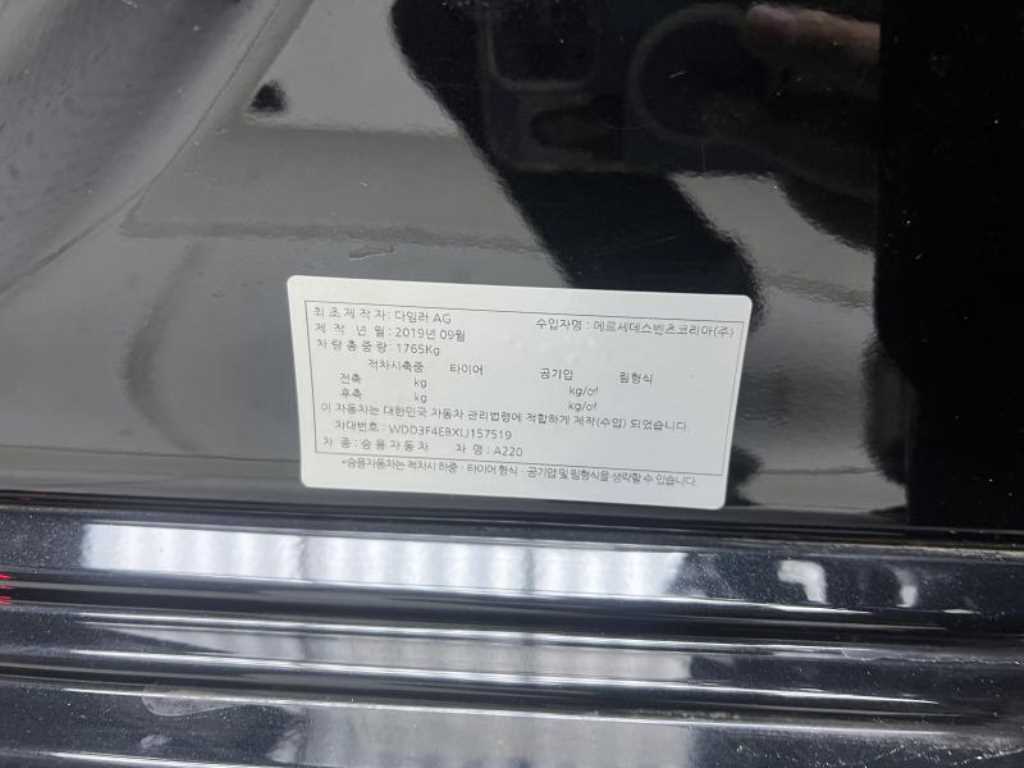 최초제작자: 다임러 AG 수입자명 : 메르세데스벤츠코리아(주)
제 작 년 월 : 2019년 09월
차량총중량 : 1765Kg
적차시축중 타이어 공기압 림형식
전축 kg kg/㎠
후축 kg kg/㎠
이 자동차는 대한민국 자동차 관리법령에 적합하게 제작(수입) 되었습니다.
차대번호 : WDD3F4EBXLJ157519
차 종 : 승용자동차 차 명 : A220
*승용자동차는 적차시 하중 · 타이어형식 · 공기압 및 림형식을 생략할 수 있습니다.